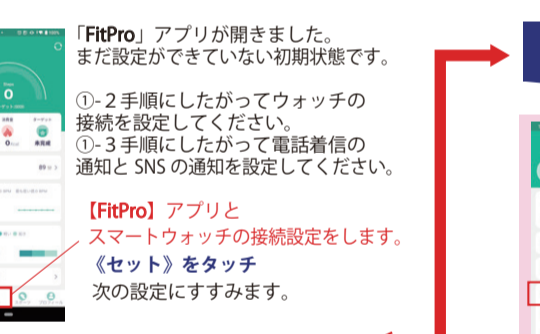 「FitPro」アプリが開きました。
まだ設定ができていない初期状態です。
①-２手順にしたがってウォッチの
接続を設定してください。
①-３手順にしたがって電話着信の
通知と SNS の通知を設定してください。
【FitPro】アプリと
スマートウォッチの接続設定をします。
《セット》をタッチ
次の設定にすすみます。
0
未完成